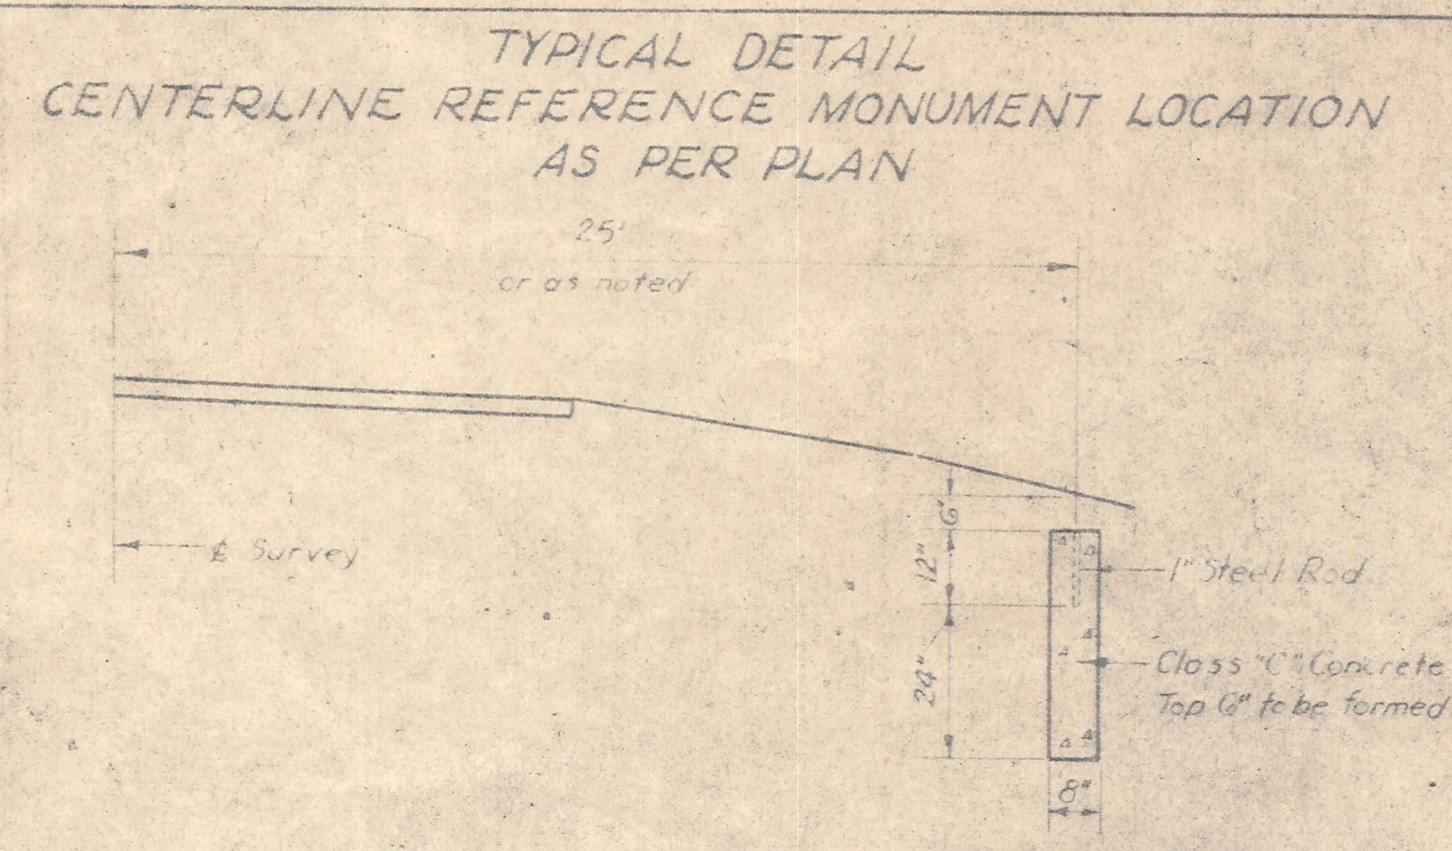 TYPICAL DETAIL
CENTERLINE REFERENCE MONUMENT LOCATION
AS PER PLAN
25'
or as noted
℄ Survey
6"
12"
24"
1" Steel Rod
Class "C" Concrete
Top 6" to be formed
8"